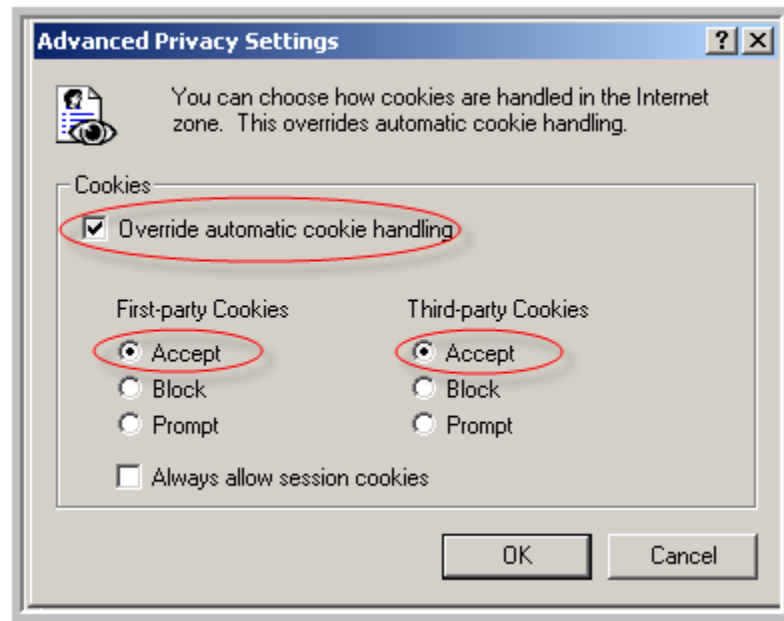 Advanced Privacy Settings
You can choose how cookies are handled in the Internet
zone. This overrides automatic cookie handling.
Cookies
Override automatic cookie handling
First-party Cookies Third-party Cookies
Accept Accept
Block Block
Prompt Prompt
Always allow session cookies
OK Cancel